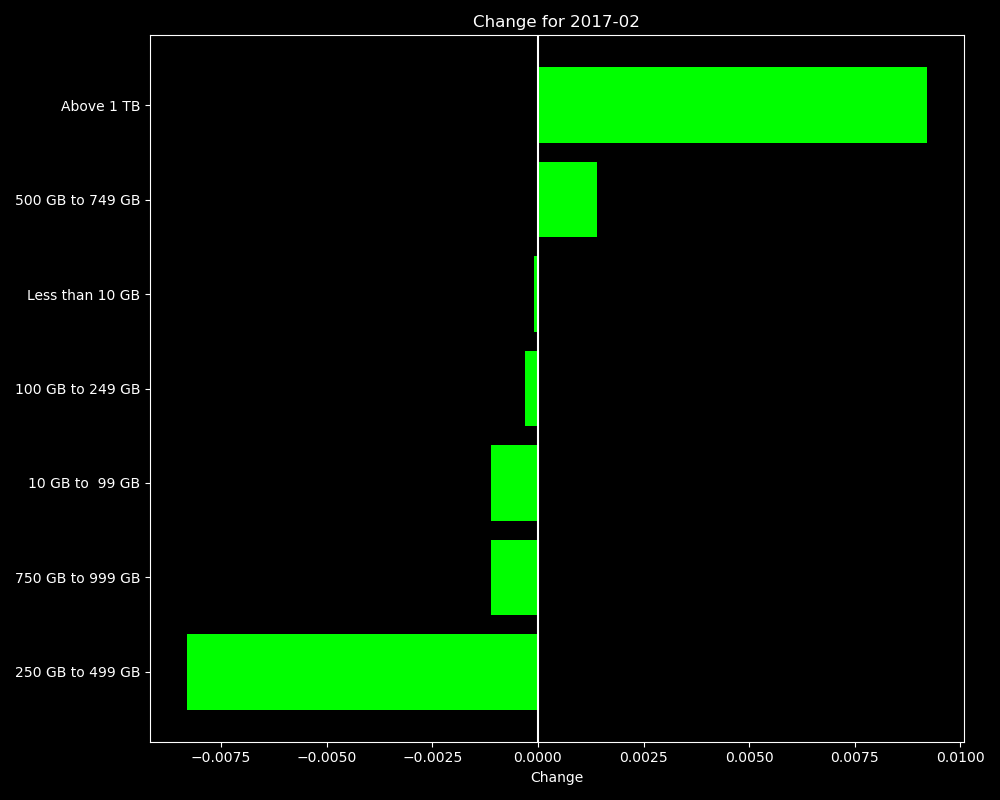 Change for 2017-02
Above 1 TB
500 GB to 749 GB
Less than 10 GB
100 GB to 249 GB
10 GB to  99 GB
750 GB to 999 GB
250 GB to 499 GB
−0.0075 −0.0050 −0.0025 0.0000 0.0025 0.0050 0.0075 0.0100
Change